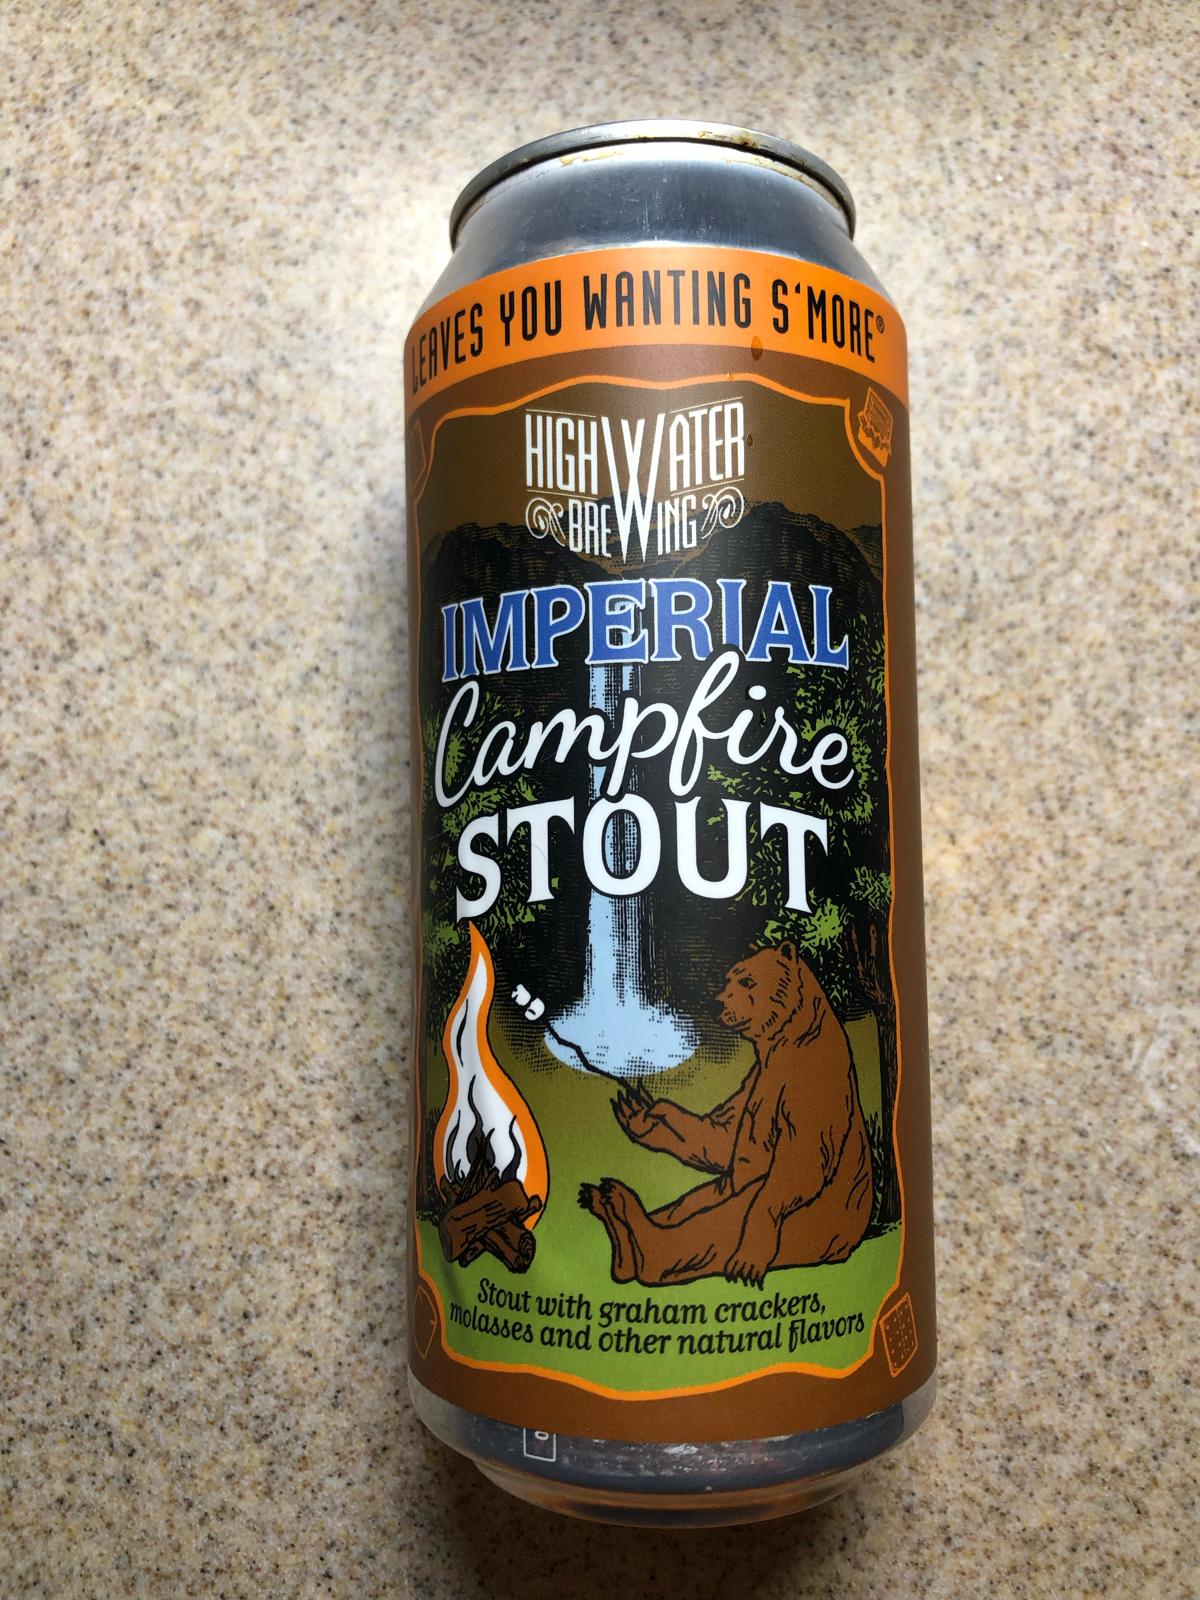 LEAVES YOU WANTING S'MORE®
HIGH WATER
BREWING
IMPERIAL
Campfire
STOUT
Stout with graham crackers,
molasses and other natural flavors